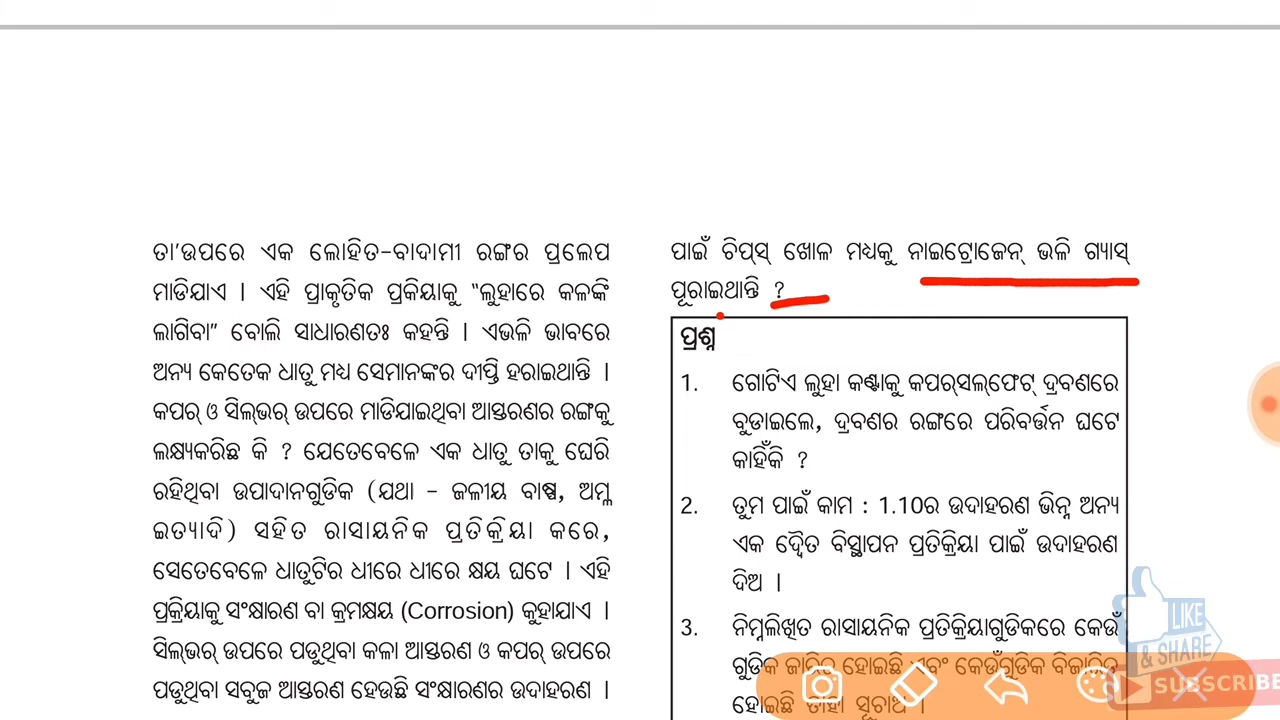 ତା'ଉପରେ ଏକ ଲୋହିତ-ବାଦାମୀ ରଙ୍ଗର ପ୍ରଲେପ
ମାଡିଯାଏ । ଏହି ପ୍ରାକୃତିକ ପ୍ରକିୟାକୁ "ଲୁହାରେ କଳଙ୍କି
ଲାଗିବା" ବୋଲି ସାଧାରଣତଃ କହନ୍ତି । ଏଭଳି ଭାବରେ
ଅନ୍ୟ କେତେକ ଧାତୁ ମଧ୍ୟ ସେମାନଙ୍କର ଦୀପ୍ତି ହରାଇଥାନ୍ତି ।
କପର୍ ଓ ସିଲ୍‌ଭର୍ ଉପରେ ମାଡିଯାଇଥିବା ଆସ୍ତରଣର ରଙ୍ଗକୁ
ଲକ୍ଷ୍ୟକରିଛ କି ? ଯେତେବେଳେ ଏକ ଧାତୁ ତାକୁ ଘେରି
ରହିଥିବା ଉପାଦାନଗୁଡିକ (ଯଥା - ଜଳୀୟ ବାଷ୍ପ, ଅମ୍ଳ
ଇତ୍ୟାଦି) ସହିତ ରାସାୟନିକ ପ୍ରତିକ୍ରିୟା କରେ,
ସେତେବେଳେ ଧାତୁଟିର ଧୀରେ ଧୀରେ କ୍ଷୟ ଘଟେ । ଏହି
ପ୍ରକ୍ରିୟାକୁ ସଂକ୍ଷାରଣ ବା କ୍ରମକ୍ଷୟ (Corrosion) କୁହାଯାଏ ।
ସିଲ୍‌ଭର୍ ଉପରେ ପଡୁଥିବା କଳା ଆସ୍ତରଣ ଓ କପର୍ ଉପରେ
ପଡୁଥିବା ସବୁଜ ଆସ୍ତରଣ ହେଉଛି ସଂକ୍ଷାରଣର ଉଦାହରଣ ।
ପାଇଁ ଚିପ୍‌ସ୍ ଖୋଳ ମଧ୍ୟକୁ ନାଇଟ୍ରୋଜେନ୍ ଭଳି ଗ୍ୟାସ୍
ପୂରାଇଥାନ୍ତି ?
ପ୍ରଶ୍ନ
1. ଗୋଟିଏ ଲୁହା କଣ୍ଟାକୁ କପର୍‌ସଲ୍‌ଫେଟ୍ ଦ୍ରବଣରେ
ବୁଡାଇଲେ, ଦ୍ରବଣର ରଙ୍ଗରେ ପରିବର୍ତ୍ତନ ଘଟେ
କାହିଁକି ?
2. ତୁମ ପାଇଁ କାମ : 1.10ର ଉଦାହରଣ ଭିନ୍ନ ଅନ୍ୟ
ଏକ ଦ୍ୱୈତ ବିସ୍ଥାପନ ପ୍ରତିକ୍ରିୟା ପାଇଁ ଉଦାହରଣ
ଦିଅ ।
3. ନିମ୍ନଲିଖିତ ରାସାୟନିକ ପ୍ରତିକ୍ରିୟାଗୁଡିକରେ କେଉଁ
ଗୁଡିକ ଜାରିତ ହୋଇଛି ଏବଂ କେଉଁଗୁଡିକ ବିଜାରିତ
ହୋଇଛି ତାହା ସୂଚାଅ ।
LIKE
& SHARE
SUBSCRIBE